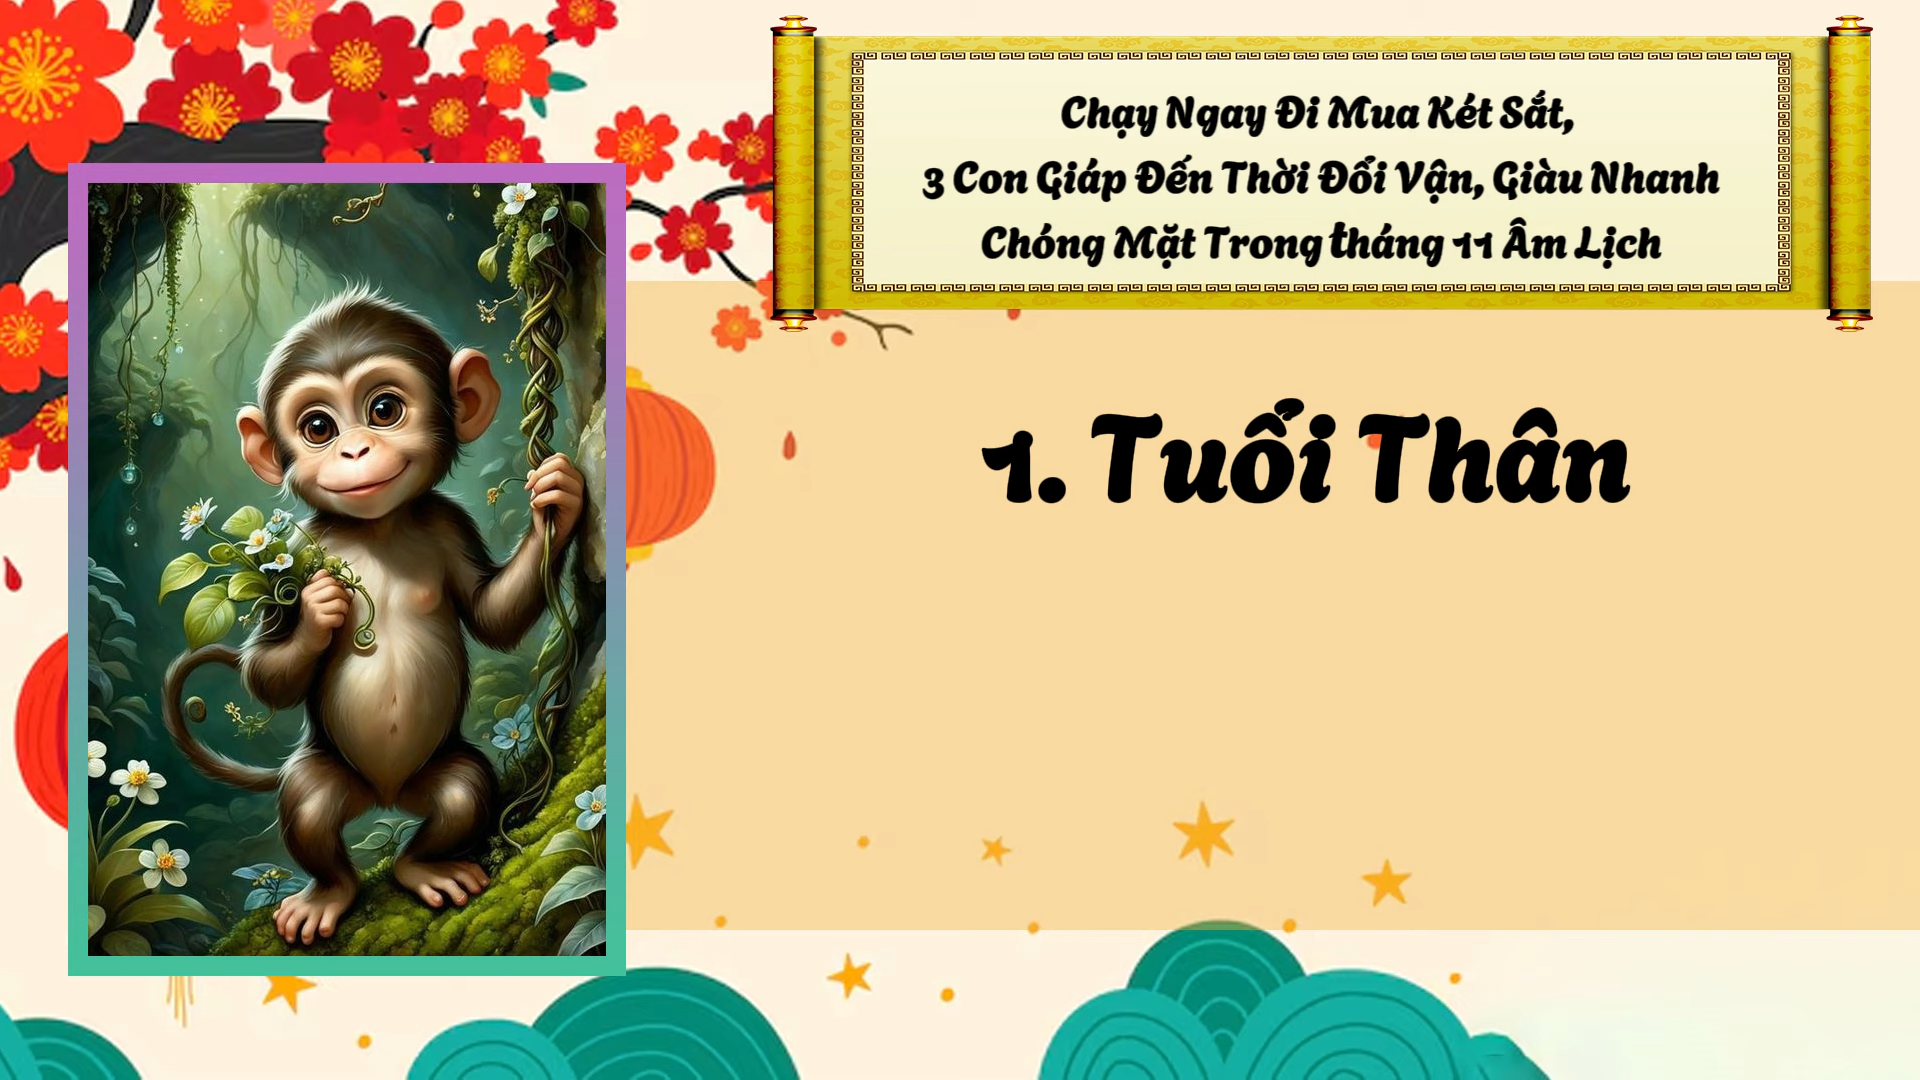 Chạy Ngay Đi Mua Két Sắt,
3 Con Giáp Đến Thời Đổi Vận, Giàu Nhanh
Chóng Mặt Trong tháng 11 Âm Lịch
1. Tuổi Thân